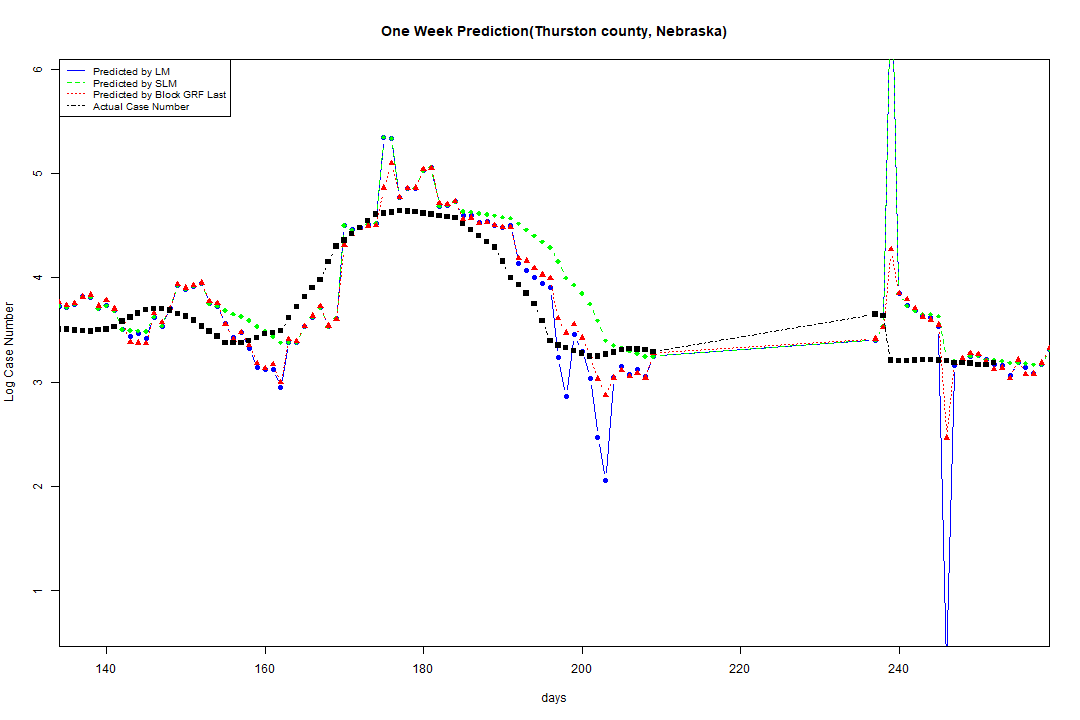 One Week Prediction(Thurston county, Nebraska)
Predicted by LM
Predicted by SLM
Predicted by Block GRF Last
Actual Case Number
6
5
4
3
2
1
Log Case Number
140 160 180 200 220 240
days